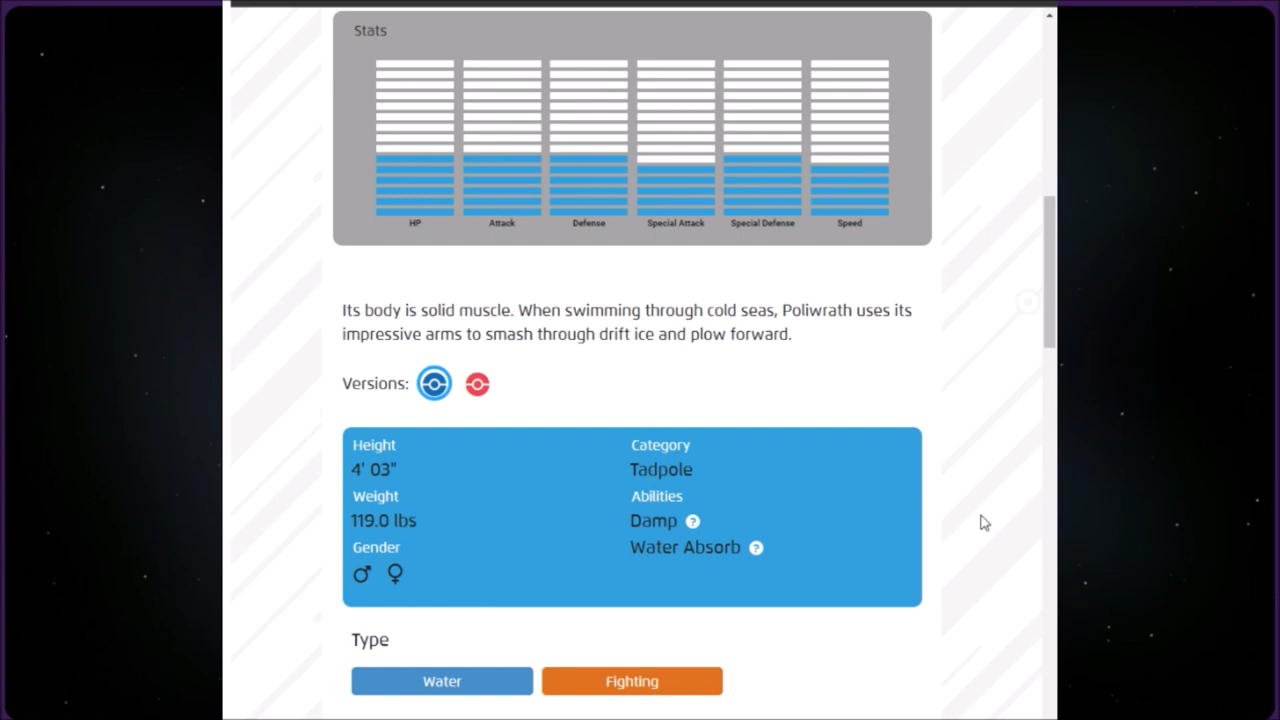 Stats
HP Attack Defense Special Attack Special Defense Speed
Its body is solid muscle. When swimming through cold seas, Poliwrath uses its
impressive arms to smash through drift ice and plow forward.
Versions:
Height
4' 03"
Weight
119.0 lbs
Gender
♂ ♀
Category
Tadpole
Abilities
Damp ?
Water Absorb ?
Type
Water Fighting